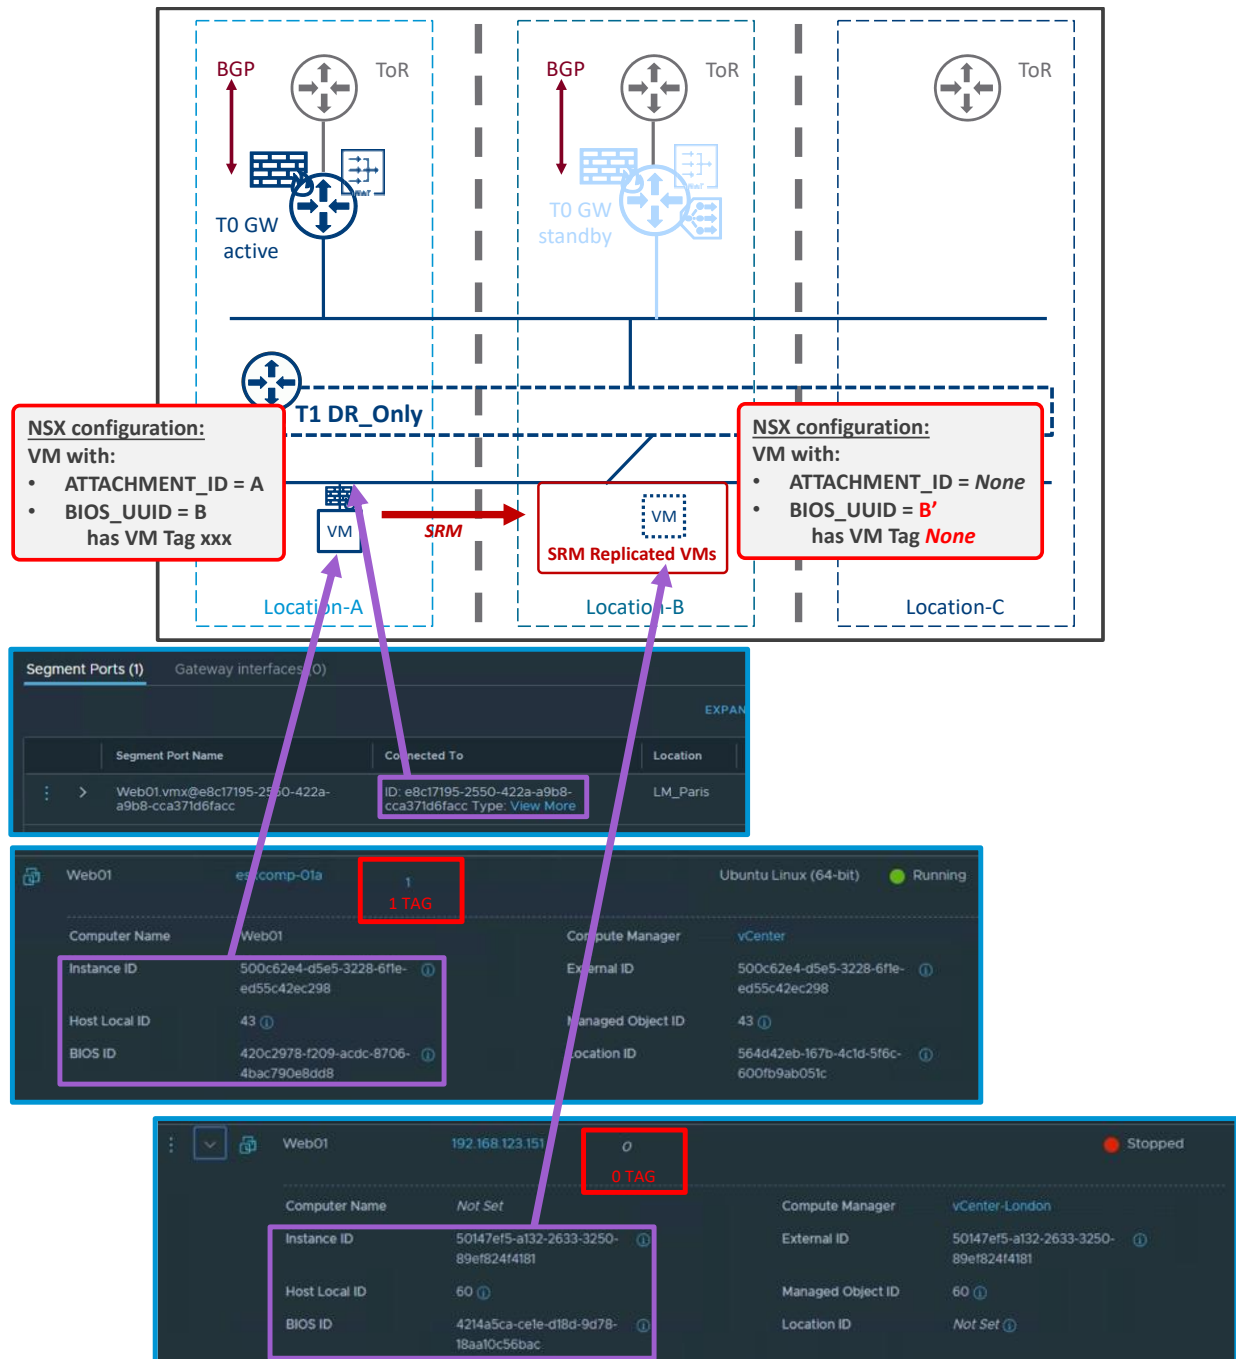 BGP
ToR
BGP
ToR
ToR
T0 GW
active
T0 GW
standby
T1 DR_Only
NSX configuration:
VM with:
• ATTACHMENT_ID = A
• BIOS_UUID = B
has VM Tag xxx
NSX configuration:
VM with:
• ATTACHMENT_ID = None
• BIOS_UUID = B’
has VM Tag None
VM
SRM
VM
SRM Replicated VMs
Location-A
Location-B
Location-C
Segment Ports (1) Gateway interfaces (0)
EXPAN
Segment Port Name Connected To Location
Web01.vmx@e8c17195-2550-422a-
a9b8-cca371d6facc
ID: e8c17195-2550-422a-a9b8-
cca371d6facc Type: View More
LM_Paris
Web01 esxcomp-01a 1 Ubuntu Linux (64-bit) Running
1 TAG
Computer Name Web01 Compute Manager vCenter
Instance ID 500c62e4-d5e5-3228-6f1e-
ed55c42ec298
External ID 500c62e4-d5e5-3228-6f1e-
ed55c42ec298
Host Local ID 43 Managed Object ID 43
BIOS ID 420c2978-f209-acdc-8706-
4bac790e8dd8
Location ID 564d42eb-167b-4c1d-5f6c-
600fb9ab051c
Web01 192.168.123.151 0 Stopped
0 TAG
Computer Name Not Set Compute Manager vCenter-London
Instance ID 50147ef5-a132-2633-3250-
89ef824f4181
External ID 50147ef5-a132-2633-3250-
89ef824f4181
Host Local ID 60 Managed Object ID 60
BIOS ID 4214a5ca-ce1e-d18d-9d78-
18aa10c56bac
Location ID Not Set